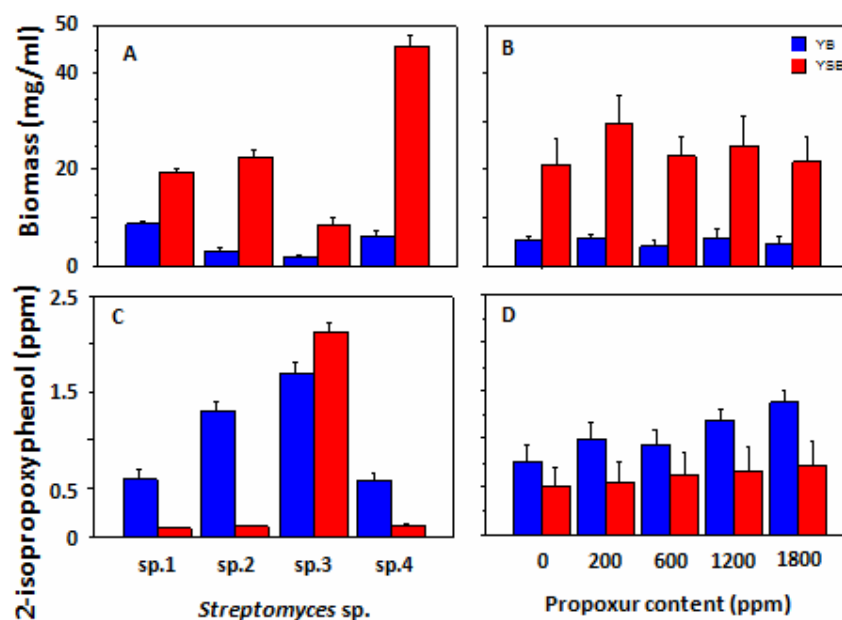 A
B
YB
YSB
Biomass (mg/ml)
50
40
20
0
C
D
2-isopropoxyphenol (ppm)
2.5
1.5
0.5
0
sp.1 sp.2 sp.3 sp.4
0 200 600 1200 1800
Streptomyces sp.
Propoxur content (ppm)